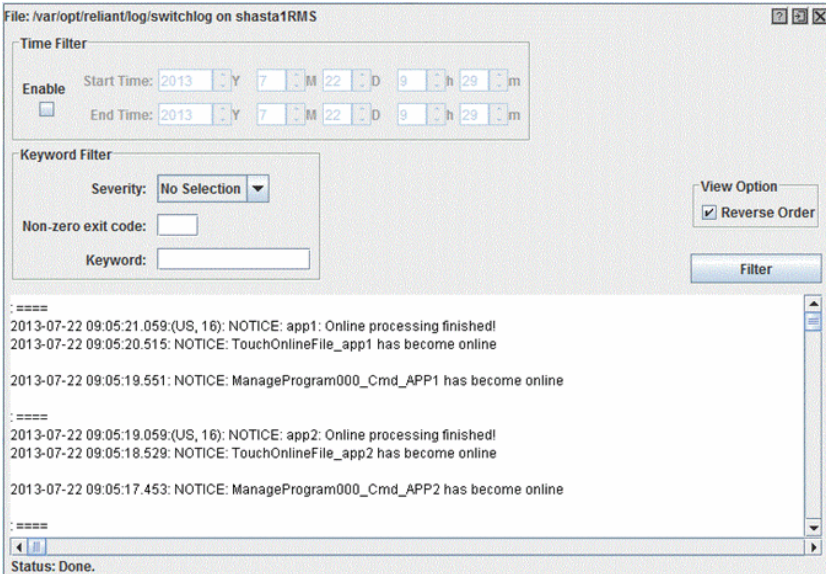 File: /var/opt/reliant/log/switchlog on shasta1RMS
Time Filter
Enable
Start Time: 2013 Y 7 M 22 D 9 h 29 m
End Time: 2013 Y 7 M 22 D 9 h 29 m
Keyword Filter
Severity: No Selection
Non-zero exit code:
Keyword:
View Option
Reverse Order
Filter
: ====
2013-07-22 09:05:21.059:(US, 16): NOTICE: app1: Online processing finished!
2013-07-22 09:05:20.515: NOTICE: TouchOnlineFile_app1 has become online
2013-07-22 09:05:19.551: NOTICE: ManageProgram000_Cmd_APP1 has become online
: ====
2013-07-22 09:05:19.059:(US, 16): NOTICE: app2: Online processing finished!
2013-07-22 09:05:18.529: NOTICE: TouchOnlineFile_app2 has become online
2013-07-22 09:05:17.453: NOTICE: ManageProgram000_Cmd_APP2 has become online
: ====
Status: Done.